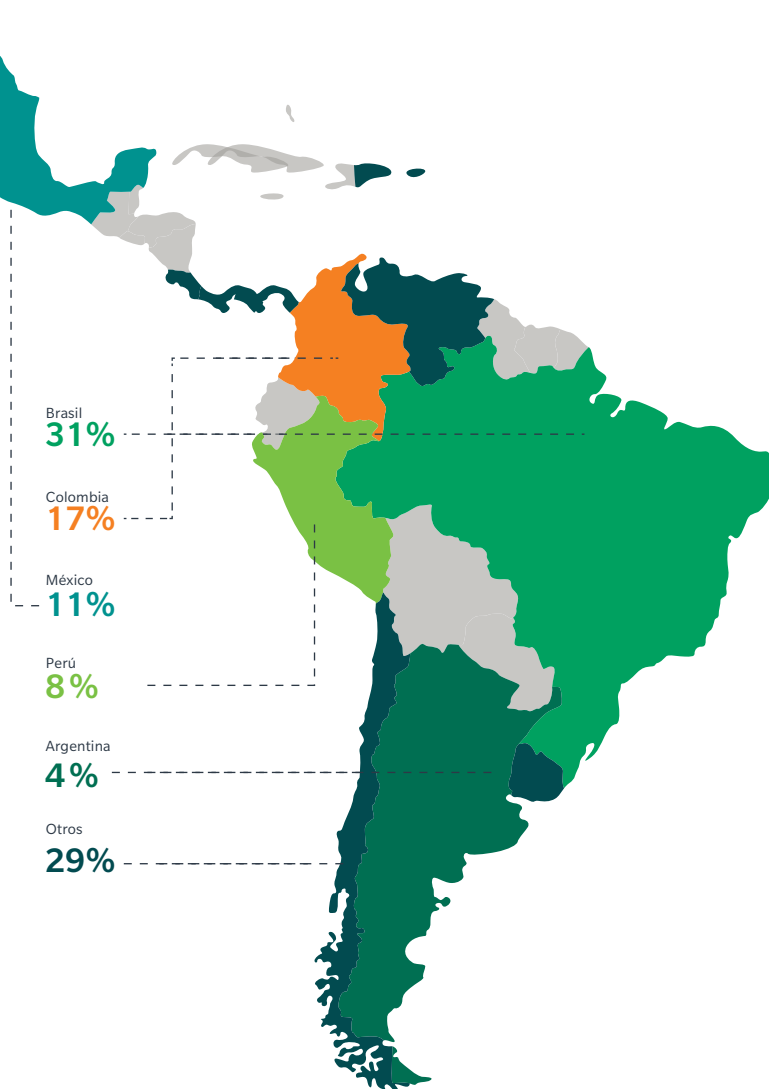 Brasil
31%
Colombia
17%
México
11%
Perú
8%
Argentina
4%
Otros
29%